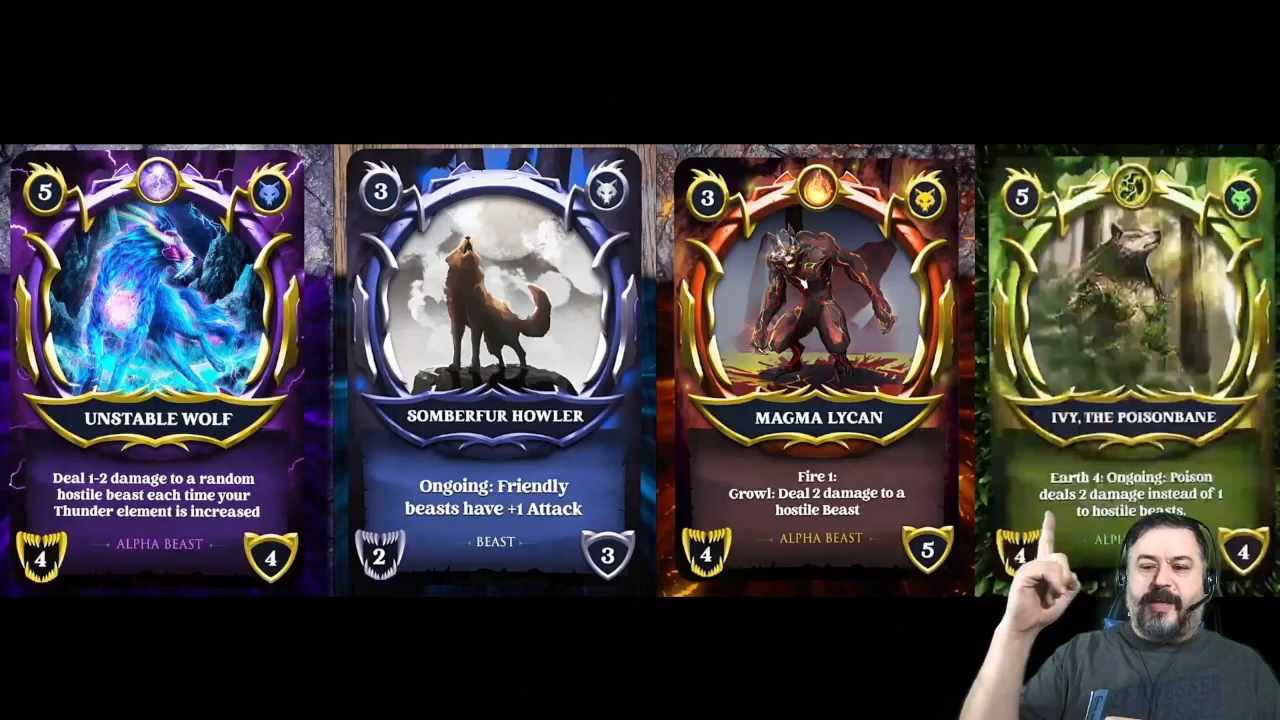 5
UNSTABLE WOLF
Deal 1-2 damage to a random
hostile beast each time your
Thunder element is increased
ALPHA BEAST
4
4
3
SOMBERFUR HOWLER
Ongoing: Friendly
beasts have +1 Attack
BEAST
2
3
3
MAGMA LYCAN
Fire 1:
Growl: Deal 2 damage to a
hostile Beast
ALPHA BEAST
4
5
5
IVY, THE POISONBANE
Earth 4: Ongoing: Poison
deals 2 damage instead of 1
to hostile beasts.
4
4